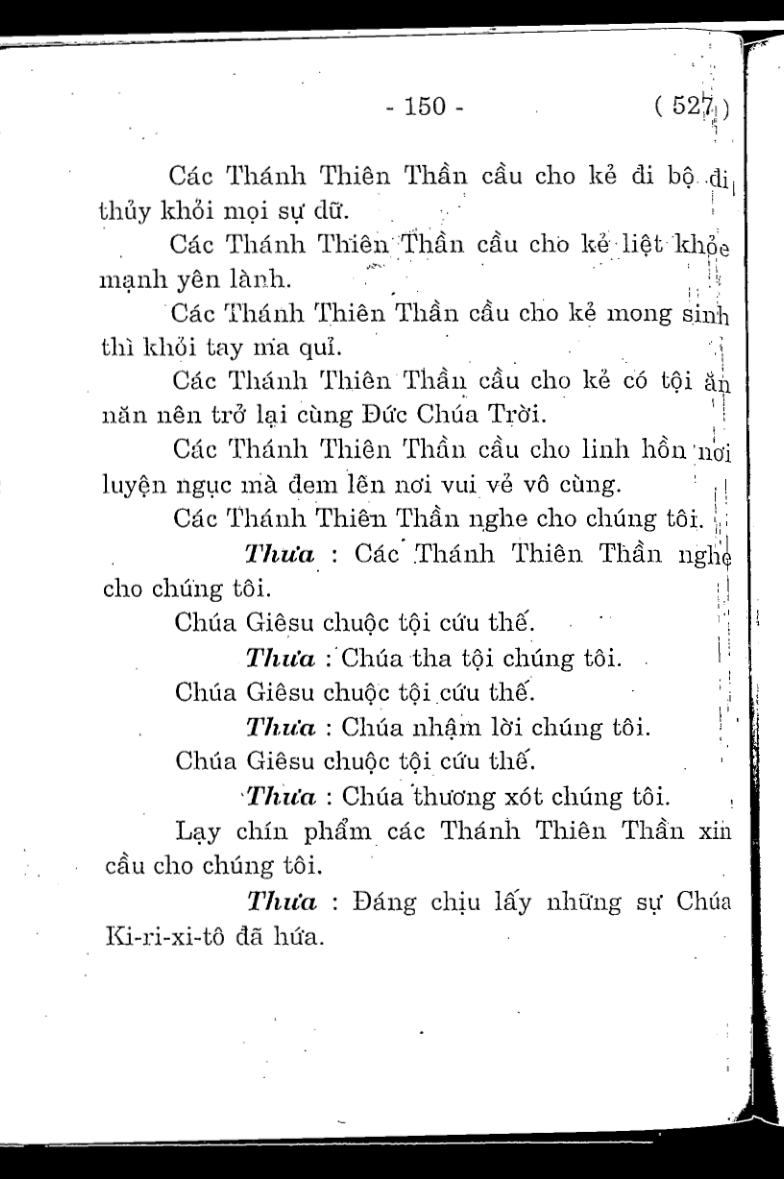 - 150 - ( 527 )
Các Thánh Thiên Thần cầu cho kẻ đi bộ đi
thủy khỏi mọi sự dữ.
Các Thánh Thiên Thần cầu cho kẻ liệt khỏe
mạnh yên lành.
Các Thánh Thiên Thần cầu cho kẻ mong sinh
thì khỏi tay ma quỉ.
Các Thánh Thiên Thần cầu cho kẻ có tội ăn
năn nên trở lại cùng Đức Chúa Trời.
Các Thánh Thiên Thần cầu cho linh hồn nơi
luyện ngục mà đem lên nơi vui vẻ vô cùng.
Các Thánh Thiên Thần nghe cho chúng tôi.
Thưa : Các Thánh Thiên Thần nghe
cho chúng tôi.
Chúa Giêsu chuộc tội cứu thế.
Thưa : Chúa tha tội chúng tôi.
Chúa Giêsu chuộc tội cứu thế.
Thưa : Chúa nhậm lời chúng tôi.
Chúa Giêsu chuộc tội cứu thế.
Thưa : Chúa thương xót chúng tôi.
Lạy chín phẩm các Thánh Thiên Thần xin
cầu cho chúng tôi.
Thưa : Đáng chịu lấy những sự Chúa
Ki-ri-xi-tô đã hứa.